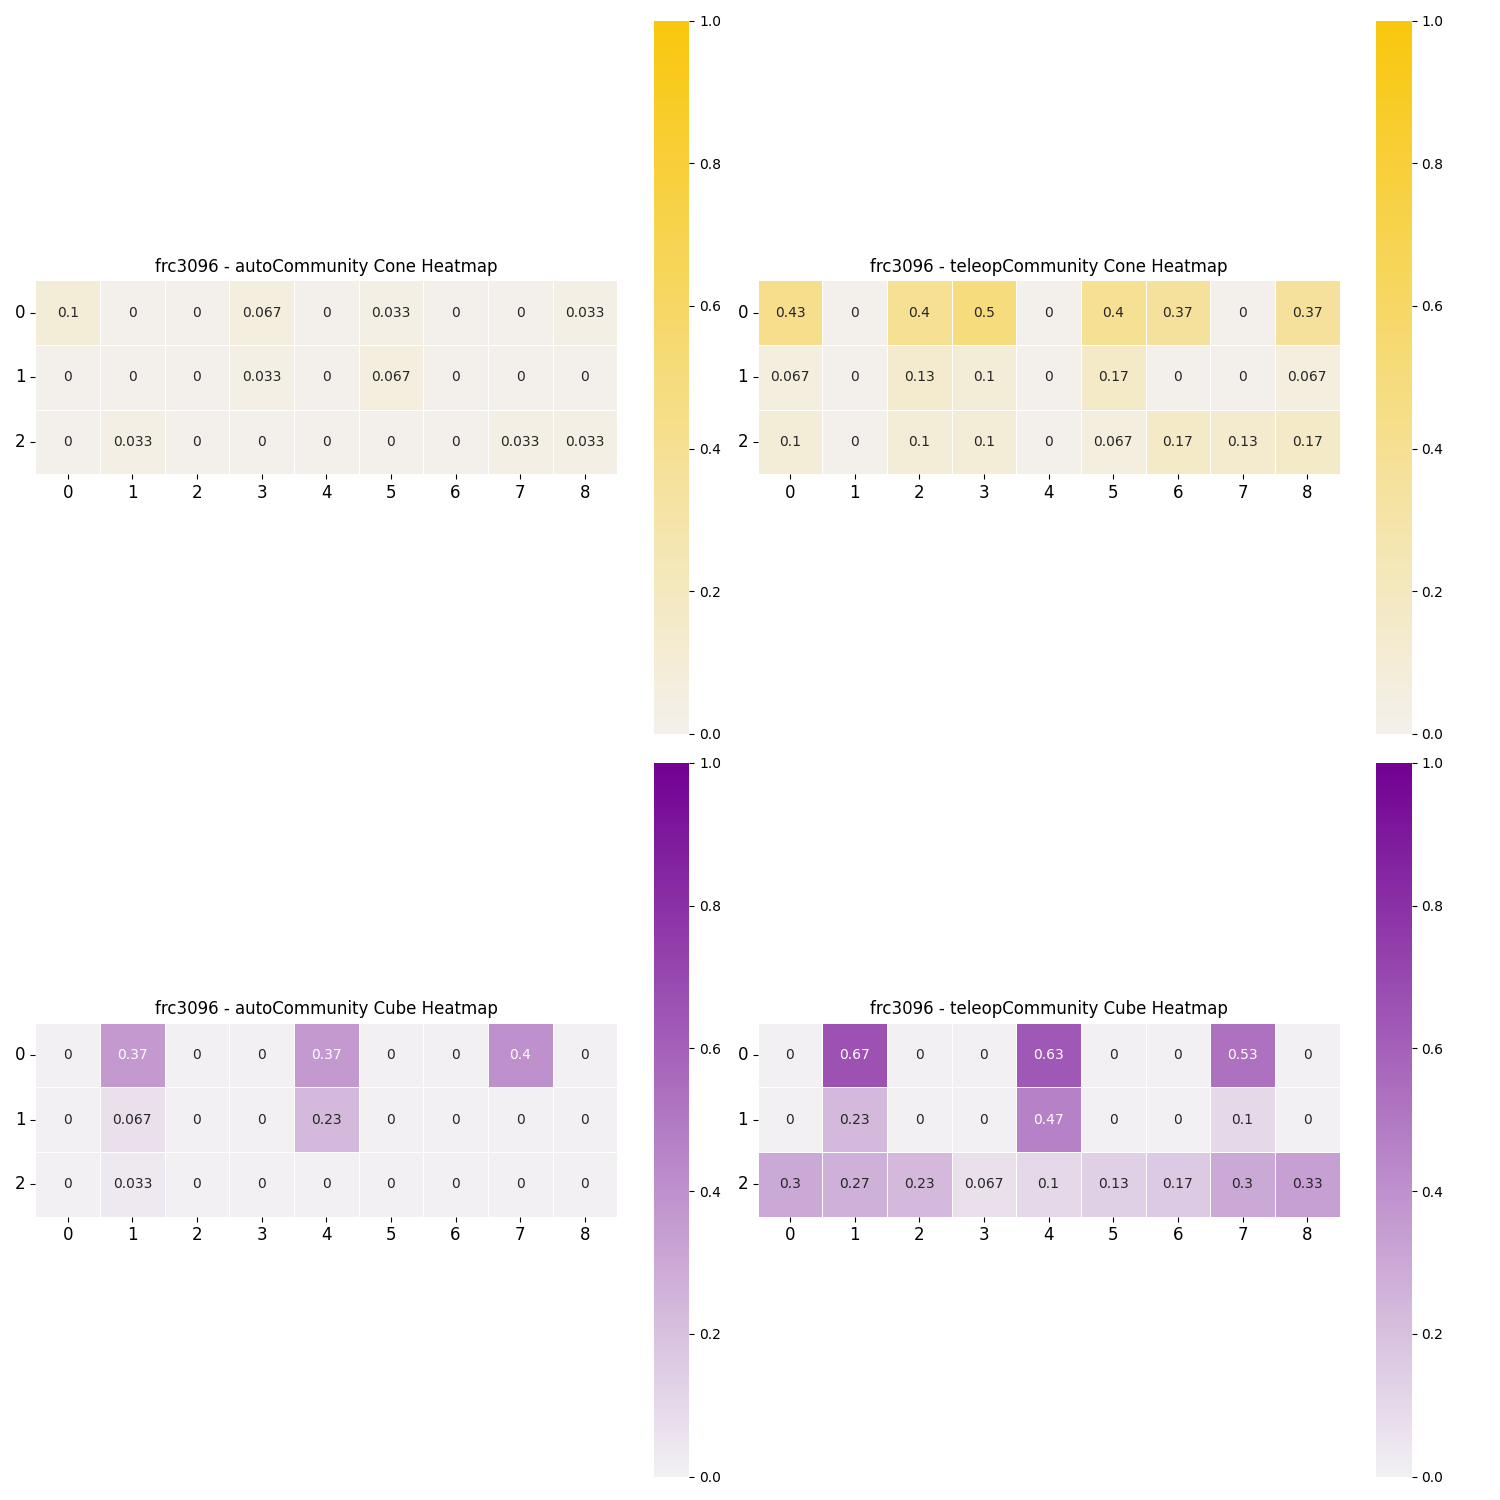 frc3096 - autoCommunity Cone Heatmap
0 0.1 0 0 0.067 0 0.033 0 0 0.033
1 0 0 0 0.033 0 0.067 0 0 0
2 0 0.033 0 0 0 0 0 0.033 0.033
0 1 2 3 4 5 6 7 8
1.0
0.8
0.6
0.4
0.2
0.0
frc3096 - teleopCommunity Cone Heatmap
0 0.43 0 0.4 0.5 0 0.4 0.37 0 0.37
1 0.067 0 0.13 0.1 0 0.17 0 0 0.067
2 0.1 0 0.1 0.1 0 0.067 0.17 0.13 0.17
0 1 2 3 4 5 6 7 8
1.0
0.8
0.6
0.4
0.2
0.0
frc3096 - autoCommunity Cube Heatmap
0 0 0.37 0 0 0.37 0 0 0.4 0
1 0 0.067 0 0 0.23 0 0 0 0
2 0 0.033 0 0 0 0 0 0 0
0 1 2 3 4 5 6 7 8
1.0
0.8
0.6
0.4
0.2
0.0
frc3096 - teleopCommunity Cube Heatmap
0 0 0.67 0 0 0.63 0 0 0.53 0
1 0 0.23 0 0 0.47 0 0 0.1 0
2 0.3 0.27 0.23 0.067 0.1 0.13 0.17 0.3 0.33
0 1 2 3 4 5 6 7 8
1.0
0.8
0.6
0.4
0.2
0.0